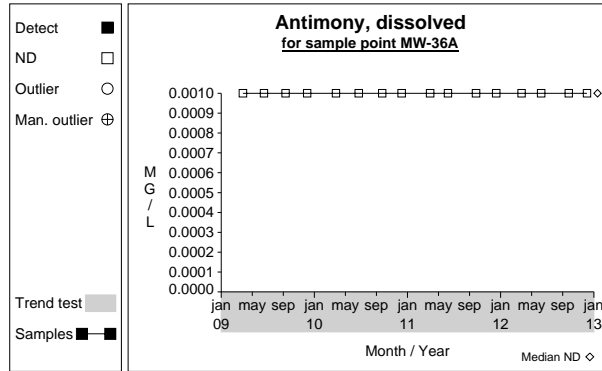 Detect
ND
Outlier
Man. outlier
Trend test
Samples
Antimony, dissolved
for sample point MW-36A
M
G
/
L
0.0010
0.0009
0.0008
0.0007
0.0006
0.0005
0.0004
0.0003
0.0002
0.0001
0.0000
jan may sep jan may sep jan may sep jan may sep jan
09 10 11 12 13
Month / Year
Median ND